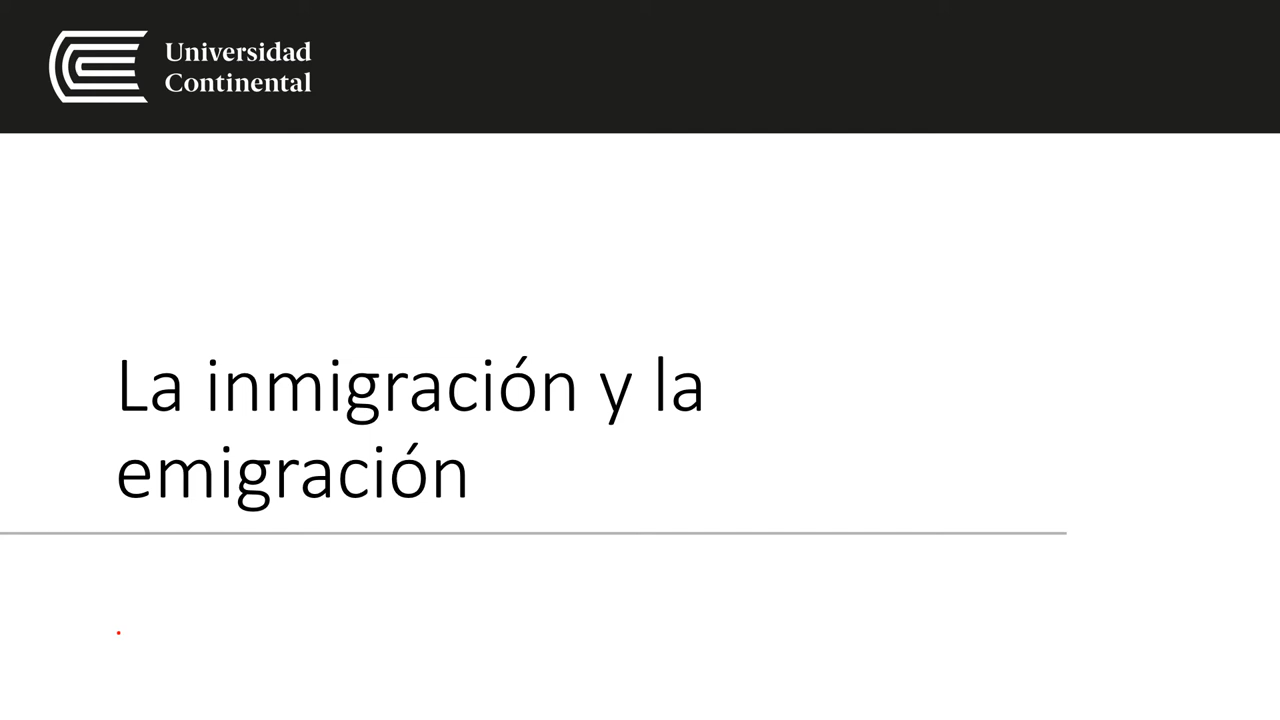 Universidad
Continental
La inmigración y la
emigración
.